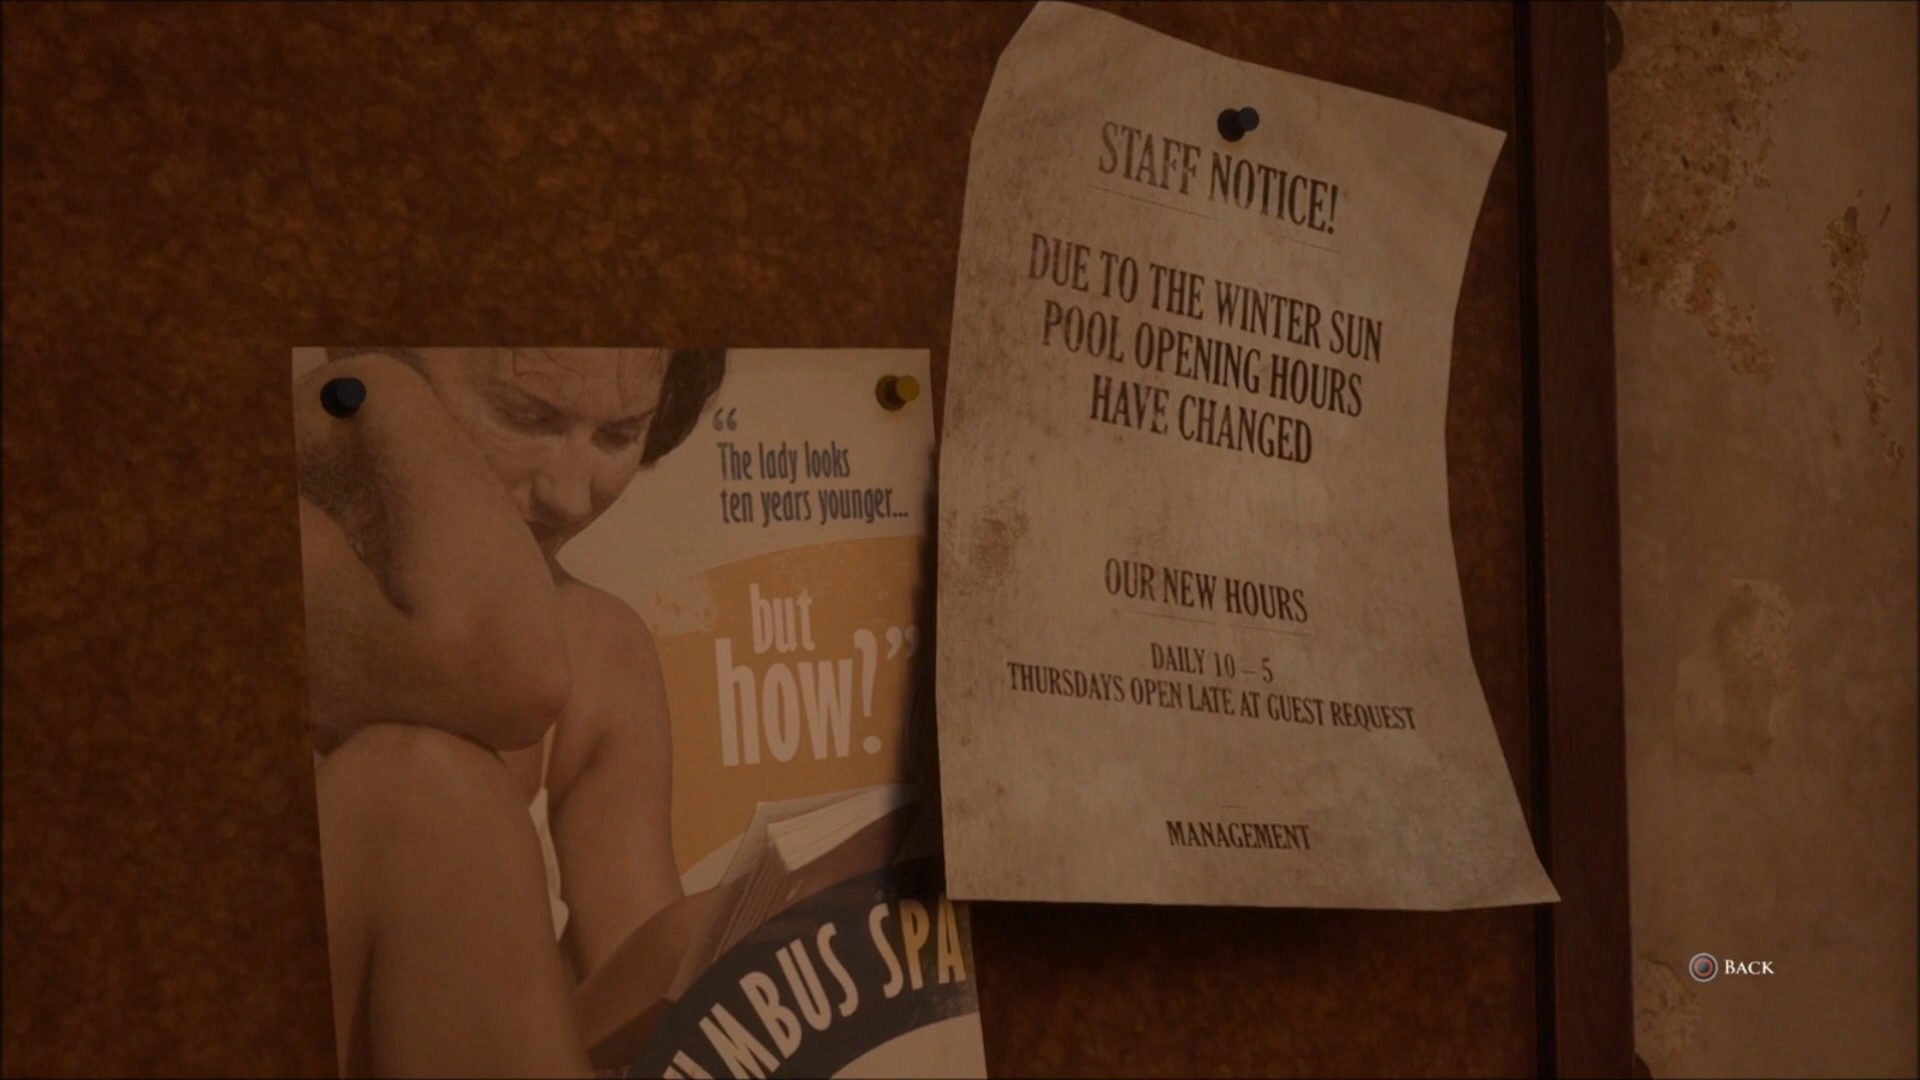 “
The lady looks
ten years younger...
but
how?”
SPA
STAFF NOTICE!
DUE TO THE WINTER SUN
POOL OPENING HOURS
HAVE CHANGED
OUR NEW HOURS
DAILY 10 – 5
THURSDAYS OPEN LATE AT GUEST REQUEST
MANAGEMENT
BACK